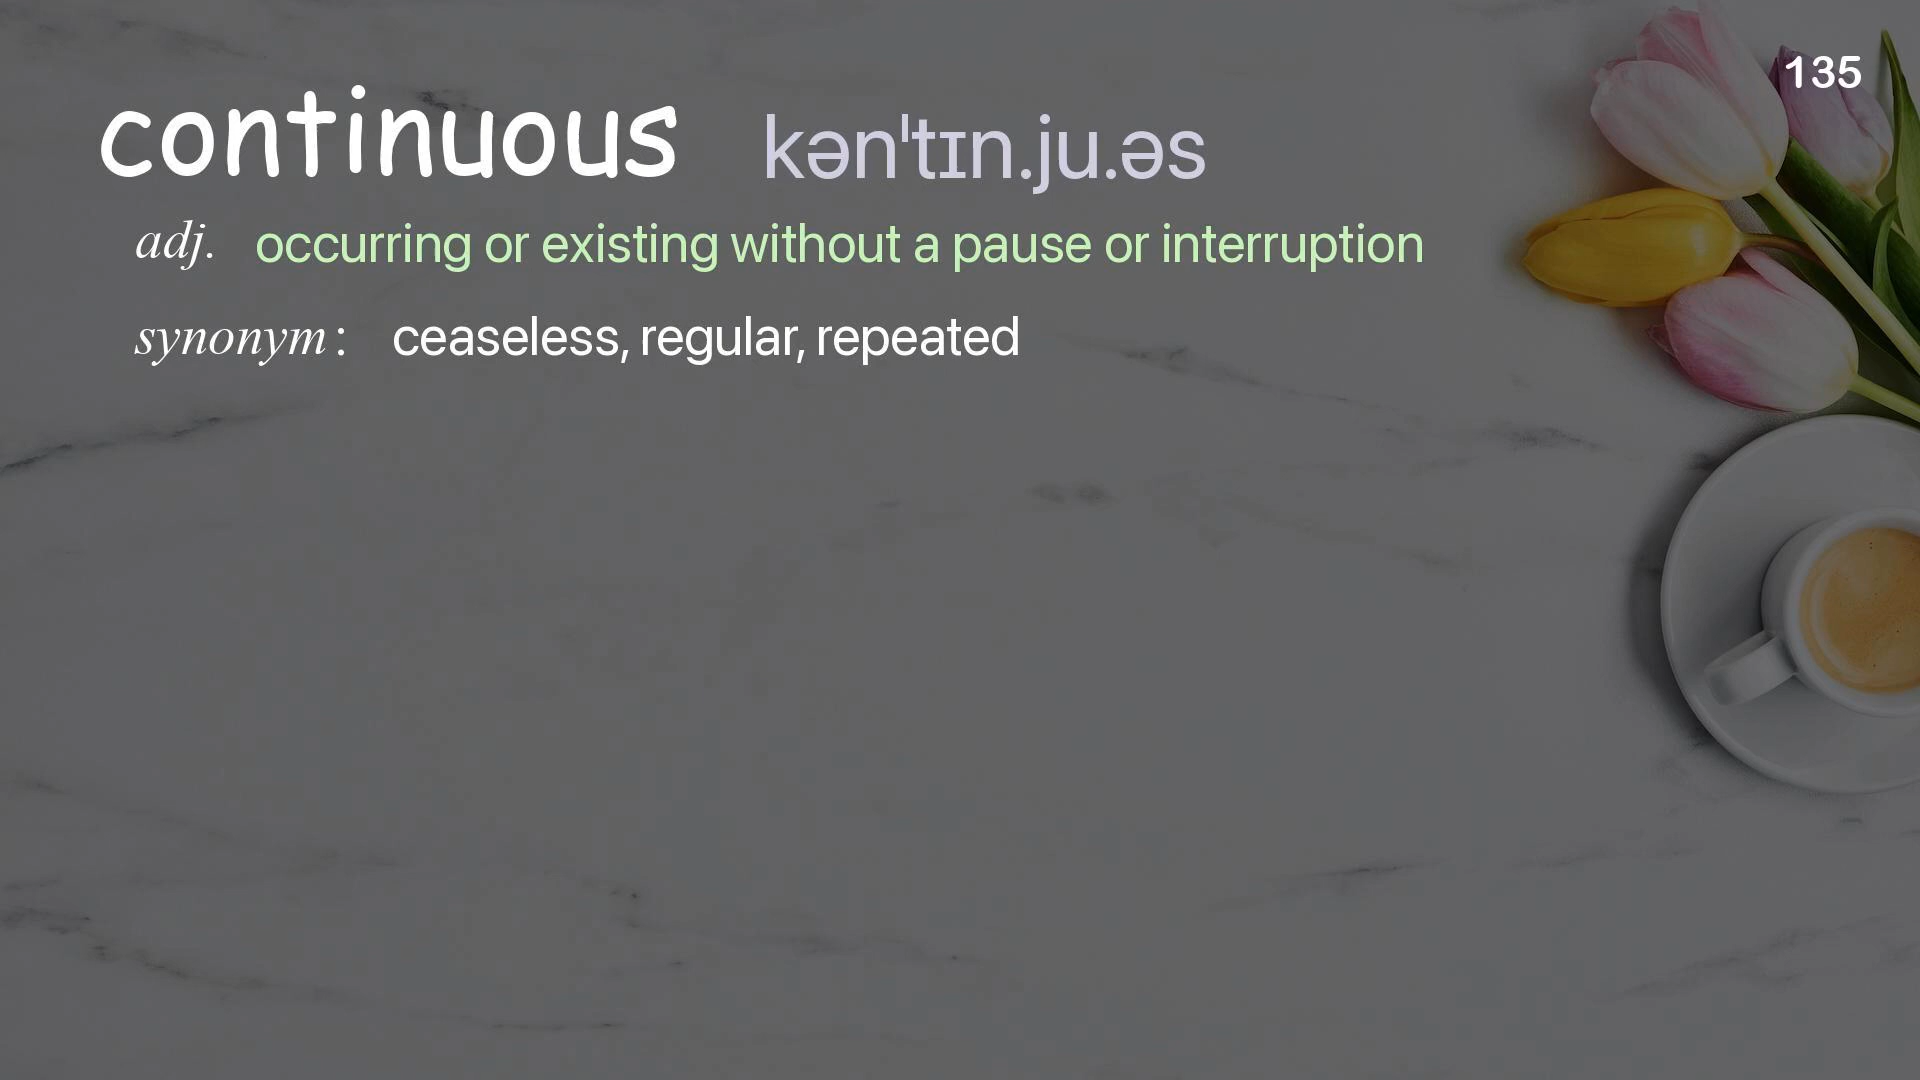 135
continuous kən'tɪn.ju.əs
adj. occurring or existing without a pause or interruption
synonym : ceaseless, regular, repeated